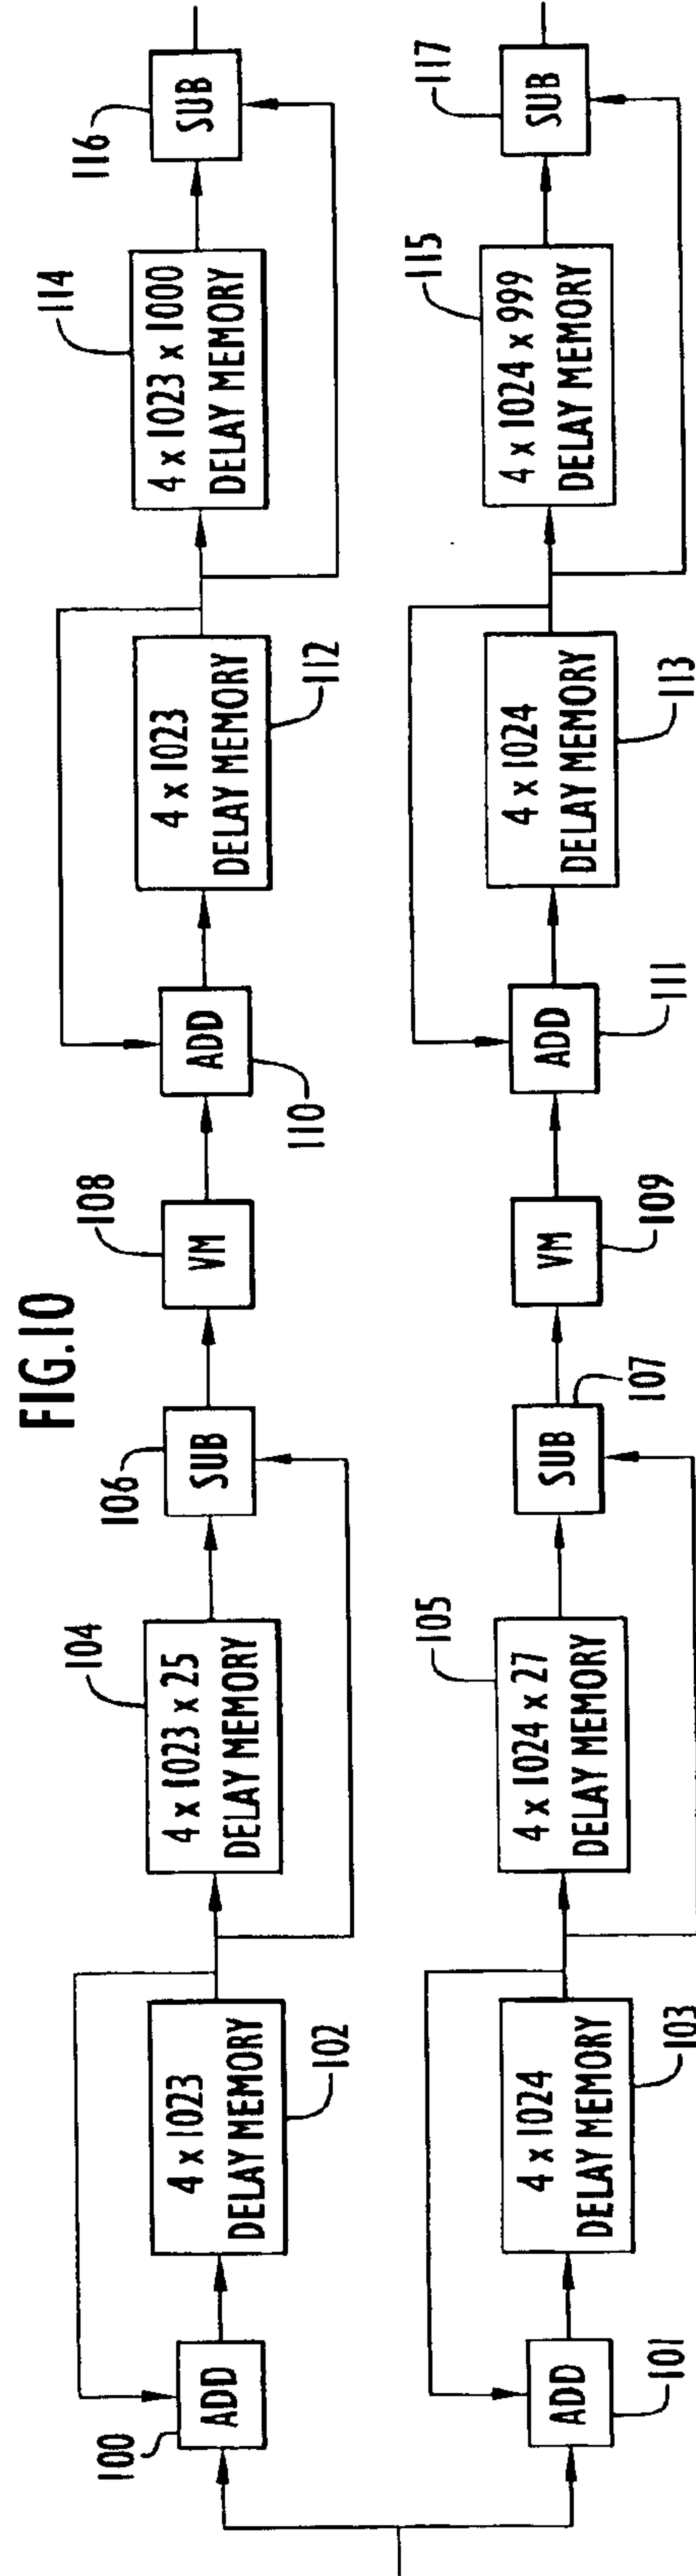 FIG.10
100
ADD
4 x 1023
DELAY MEMORY
102
104
4 x 1023 x 25
DELAY MEMORY
106
SUB
108
VM
ADD
110
4 x 1023
DELAY MEMORY
112
114
4 x 1023 x 1000
DELAY MEMORY
116
SUB
ADD
101
4 x 1024
DELAY MEMORY
103
105
4 x 1024 x 27
DELAY MEMORY
SUB
107
VM
109
ADD
111
4 x 1024
DELAY MEMORY
113
115
4 x 1024 x 999
DELAY MEMORY
117
SUB